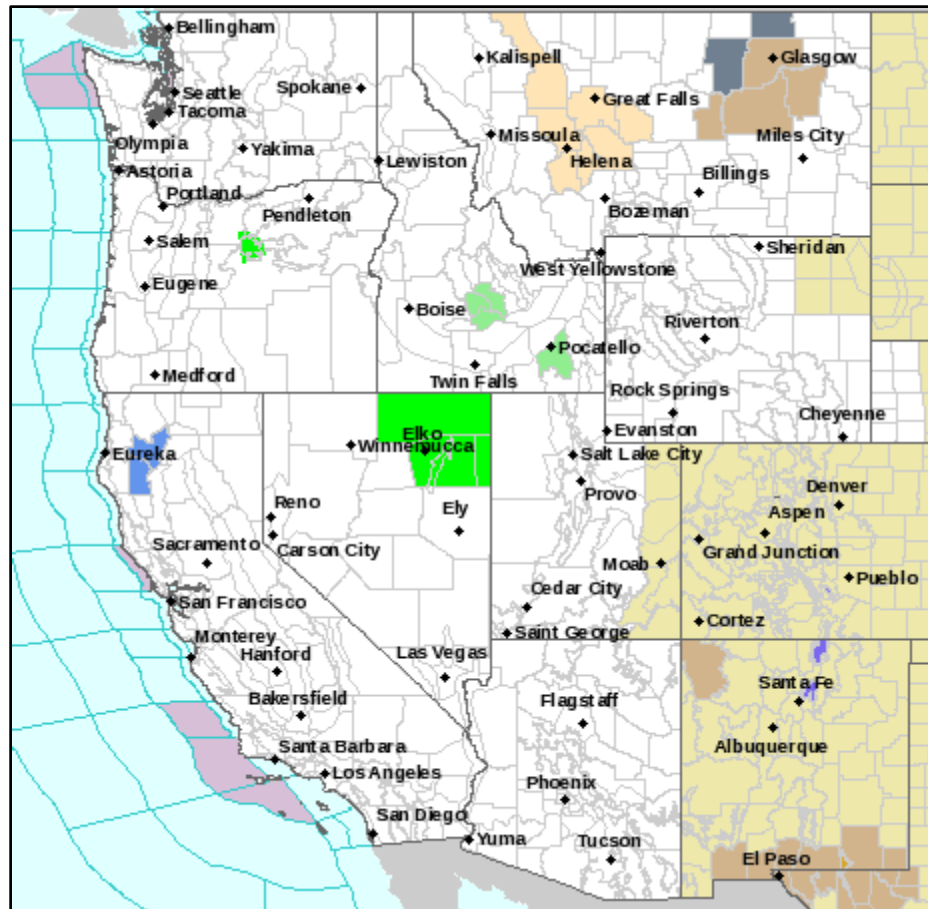 Bellingham
Kalispell
Glasgow
Seattle
Spokane
Great Falls
Tacoma
Olympia
Yakima
Missoula
Helena
Miles City
Astoria
Lewiston
Billings
Portland
Pendleton
Bozeman
Salem
West Yellowstone
Sheridan
Eugene
Boise
Riverton
Pocatello
Medford
Twin Falls
Rock Springs
Cheyenne
Elko
Evanston
Eureka
Winnemucca
Salt Lake City
Provo
Denver
Reno
Ely
Aspen
Sacramento
Carson City
Grand Junction
Moab
Pueblo
San Francisco
Cedar City
Cortez
Saint George
Monterey
Hanford
Las Vegas
Santa Fe
Bakersfield
Flagstaff
Albuquerque
Santa Barbara
Los Angeles
Phoenix
San Diego
Yuma
Tucson
El Paso